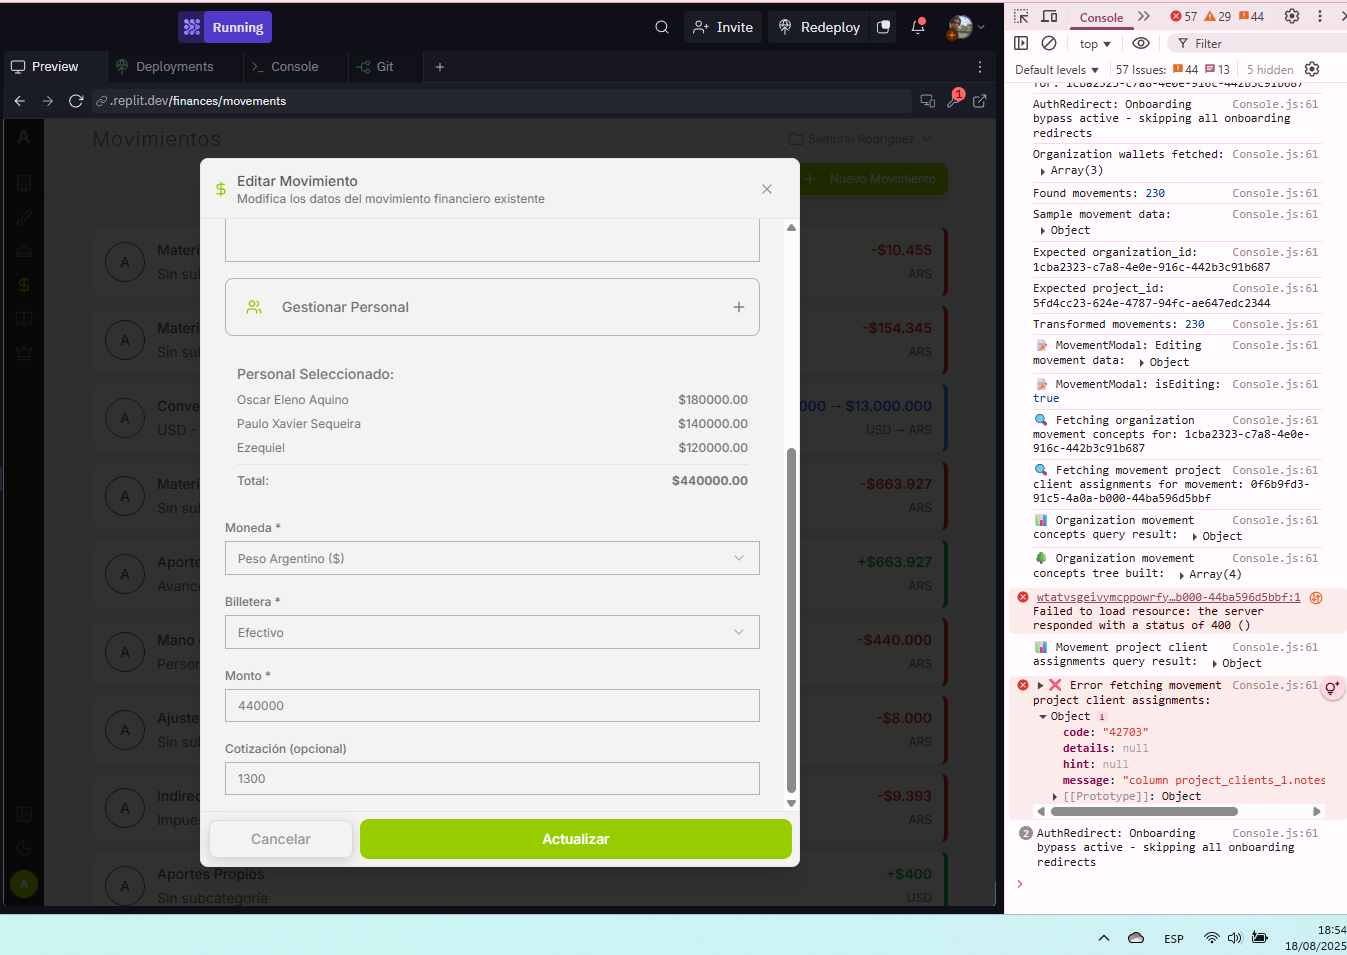 Running
Invite
Redeploy
Preview
Deployments
Console
Git
.replit.dev/finances/movements
1
A
Movimientos
Samurai Rodriguez
Nuevo Movimiento
Editar Movimiento
Modifica los datos del movimiento financiero existente
Gestionar Personal
Personal Seleccionado:
Oscar Eleno Aquino $180000.00
Paulo Xavier Sequeira $140000.00
Ezequiel $120000.00
Total: $440000.00
Moneda *
Peso Argentino ($)
Billetera *
Efectivo
Monto *
440000
Cotización (opcional)
1300
Cancelar
Actualizar
A Materi -$10.455
Sin sub ARS
A Materi -$154.345
Sin sub ARS
A Conve 000 → $13.000.000
USD - USD → ARS
A Materi -$663.927
Sin sub ARS
A Aporte +$663.927
Avance ARS
A Mano -$440.000
Person ARS
A Ajuste -$8.000
Sin sub ARS
A Indirec -$9.393
Impue ARS
A Aportes Propios +$400
Sin subcategoria USD
A
Console
57 29 44
top
Filter
Default levels
57 Issues: 44 13
5 hidden
for: 1cba2323-c7a8-4e0e-916c-442b3c91b687
AuthRedirect: Onboarding Console.js:61
bypass active - skipping all onboarding
redirects
Organization wallets fetched: Console.js:61
Array(3)
Found movements: 230 Console.js:61
Sample movement data: Console.js:61
Object
Expected organization_id: Console.js:61
1cba2323-c7a8-4e0e-916c-442b3c91b687
Expected project_id: Console.js:61
5fd4cc23-624e-4787-94fc-ae647edc2344
Transformed movements: 230 Console.js:61
MovementModal: Editing Console.js:61
movement data: Object
MovementModal: isEditing: Console.js:61
true
Fetching organization Console.js:61
movement concepts for: 1cba2323-c7a8-4e0e-
916c-442b3c91b687
Fetching movement project Console.js:61
client assignments for movement: 0f6b9fd3-
91c5-4a0a-b000-44ba596d5bbf
Organization movement Console.js:61
concepts query result: Object
Organization movement Console.js:61
concepts tree built: Array(4)
wtatvsgeivymcppowrfy…b000-44ba596d5bbf:1
Failed to load resource: the server
responded with a status of 400 ()
Movement project client Console.js:61
assignments query result: Object
Error fetching movement Console.js:61
project client assignments:
Object i
code: "42703"
details: null
hint: null
message: "column project_clients_1.notes
[[Prototype]]: Object
2 AuthRedirect: Onboarding Console.js:61
bypass active - skipping all onboarding
redirects
ESP
18:54
18/08/2025